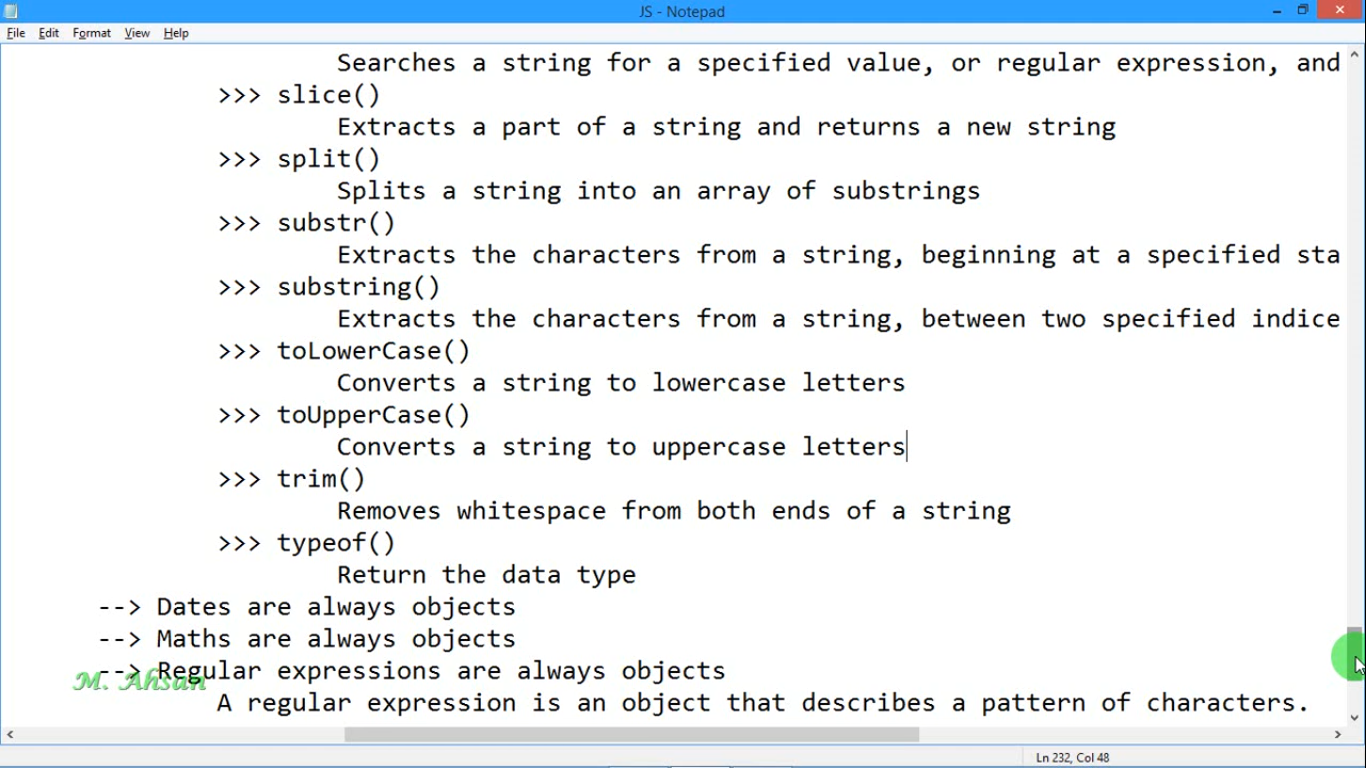 JS - Notepad
File Edit Format View Help
Searches a string for a specified value, or regular expression, and
>>> slice()
Extracts a part of a string and returns a new string
>>> split()
Splits a string into an array of substrings
>>> substr()
Extracts the characters from a string, beginning at a specified sta
>>> substring()
Extracts the characters from a string, between two specified indice
>>> toLowerCase()
Converts a string to lowercase letters
>>> toUpperCase()
Converts a string to uppercase letters
>>> trim()
Removes whitespace from both ends of a string
>>> typeof()
Return the data type
--> Dates are always objects
--> Maths are always objects
--> Regular expressions are always objects
M. Ahsan
A regular expression is an object that describes a pattern of characters.
Ln 232, Col 48